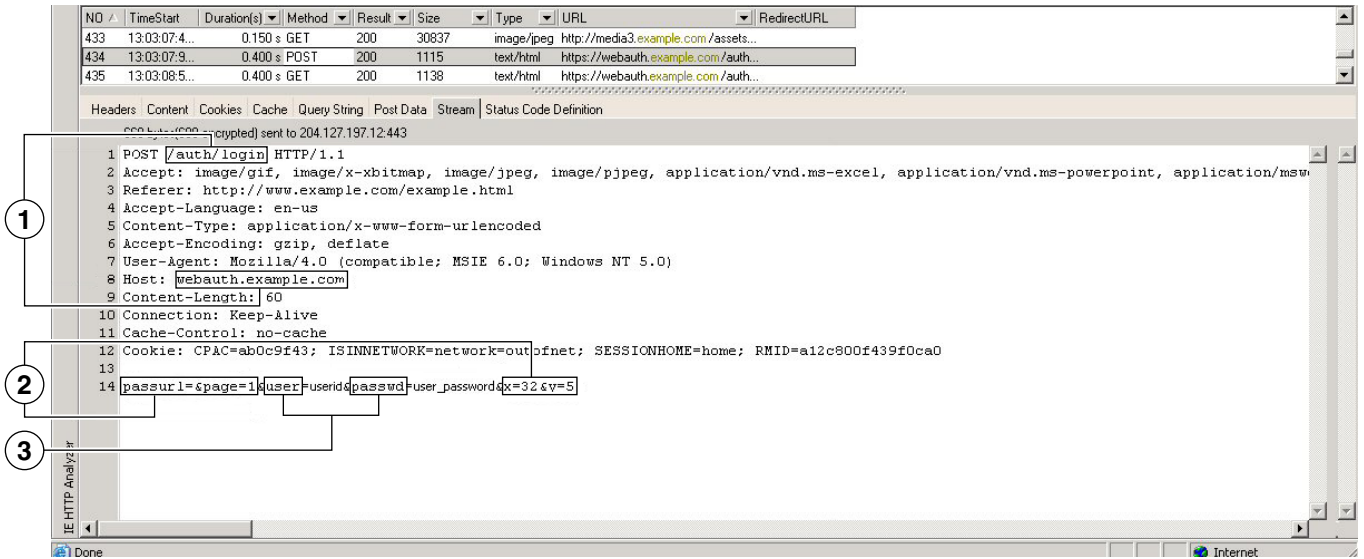 NO TimeStart Duration(s) Method Result Size Type URL RedirectURL
433 13:03:07:4... 0.150 s GET 200 30837 image/jpeg http://media3.example.com/assets...
434 13:03:07:9... 0.400 s POST 200 1115 text/html https://webauth.example.com/auth...
435 13:03:08:5... 0.400 s GET 200 1138 text/html https://webauth.example.com/auth...
Headers Content Cookies Cache Query String Post Data Stream Status Code Definition
encrypted) sent to 204.127.197.12:443
1 POST /auth/login HTTP/1.1
2 Accept: image/gif, image/x-xbitmap, image/jpeg, image/pjpeg, application/vnd.ms-excel, application/vnd.ms-powerpoint, application/msw
3 Referer: http://www.example.com/example.html
4 Accept-Language: en-us
1
5 Content-Type: application/x-www-form-urlencoded
6 Accept-Encoding: gzip, deflate
7 User-Agent: Mozilla/4.0 (compatible; MSIE 6.0; Windows NT 5.0)
8 Host: webauth.example.com
9 Content-Length: 60
10 Connection: Keep-Alive
11 Cache-Control: no-cache
12 Cookie: CPAC=ab0c9f43; ISINNETWORK=network=outofnet; SESSIONHOME=home; RMID=a12c800f439f0ca0
13
2
14 passurl=&page=1&user=userid&passwd=user_password&x=32&y=5
3
IE HTTP Analyzer
Done
Internet